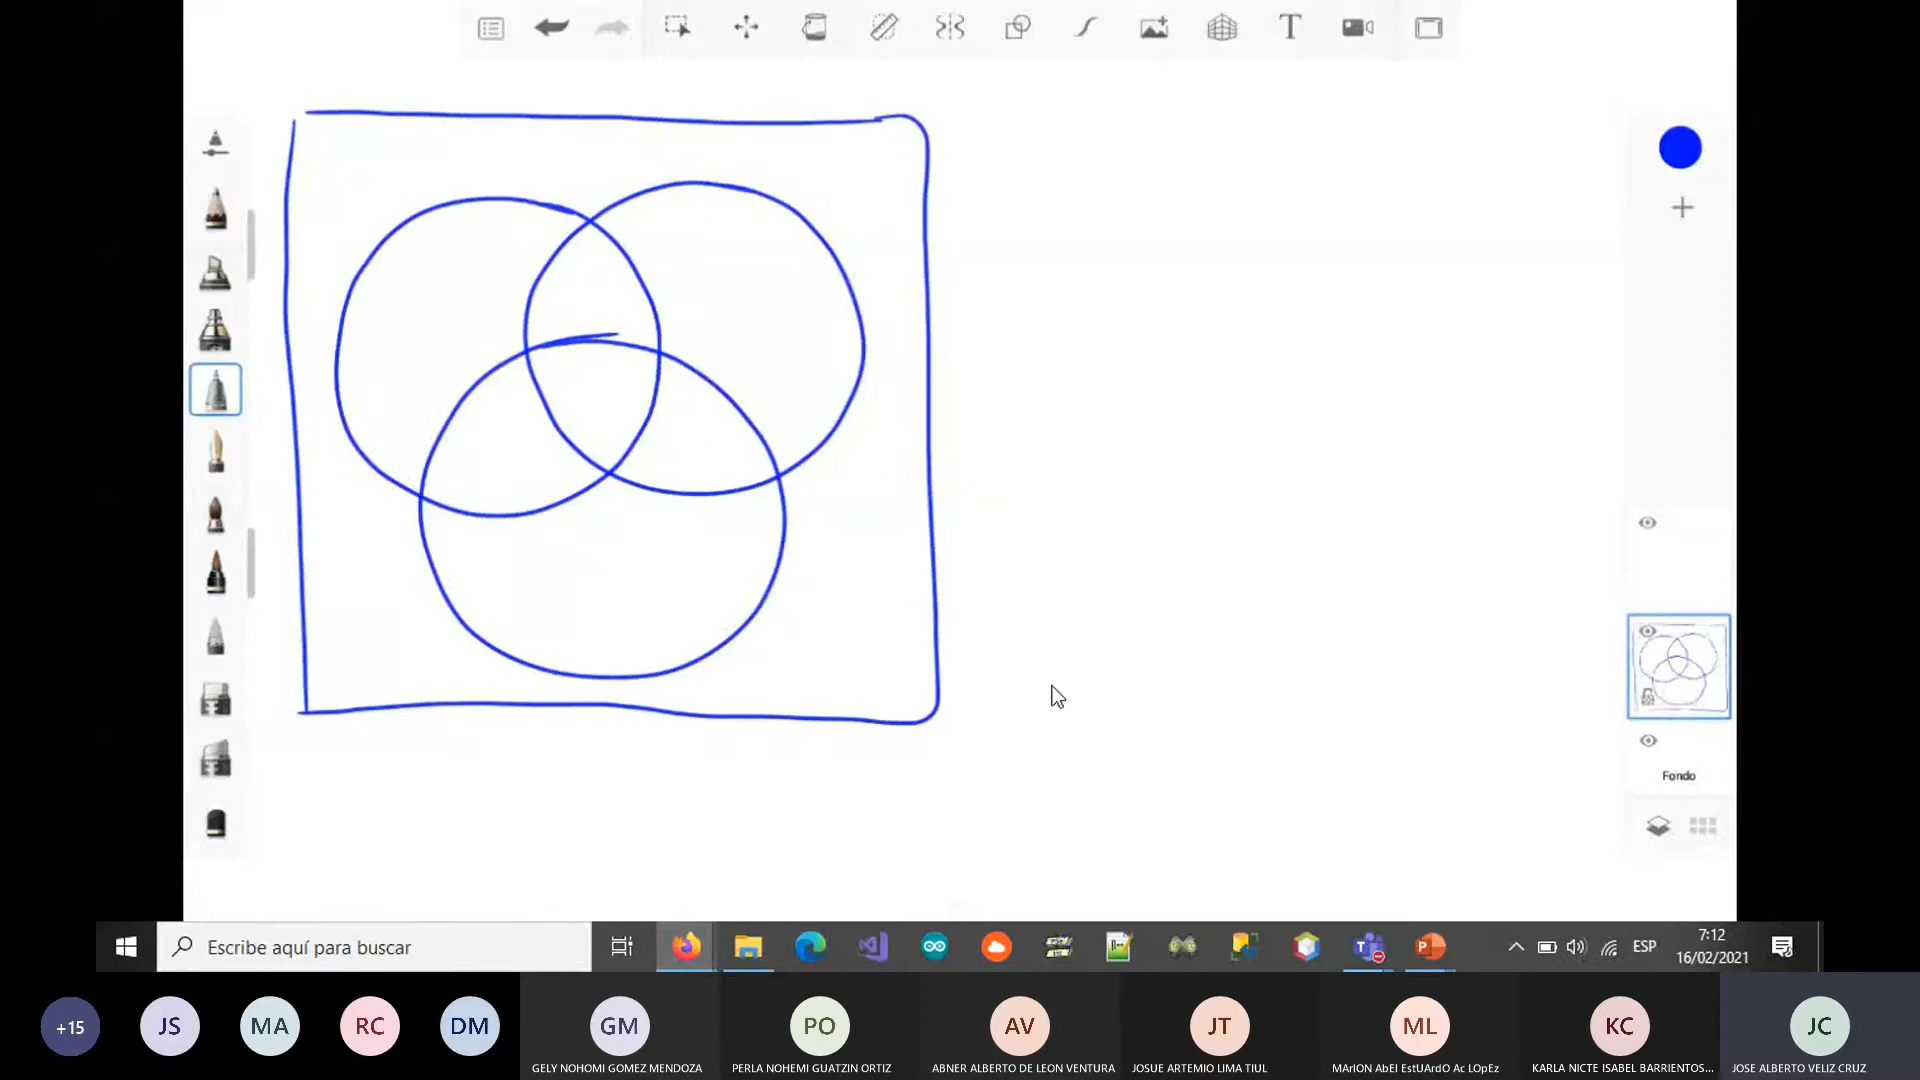 T
Fondo
Escribe aquí para buscar
ESP
7:12
16/02/2021
+15
JS
MA
RC
DM
GM
PO
AV
JT
ML
KC
JC
GELY NOHOMI GOMEZ MENDOZA
PERLA NOHEMI GUATZIN ORTIZ
ABNER ALBERTO DE LEON VENTURA
JOSUE ARTEMIO LIMA TIUL
MArION AbEl EstUArdO Ac LOpEz
KARLA NICTE ISABEL BARRIENTOS...
JOSE ALBERTO VELIZ CRUZ